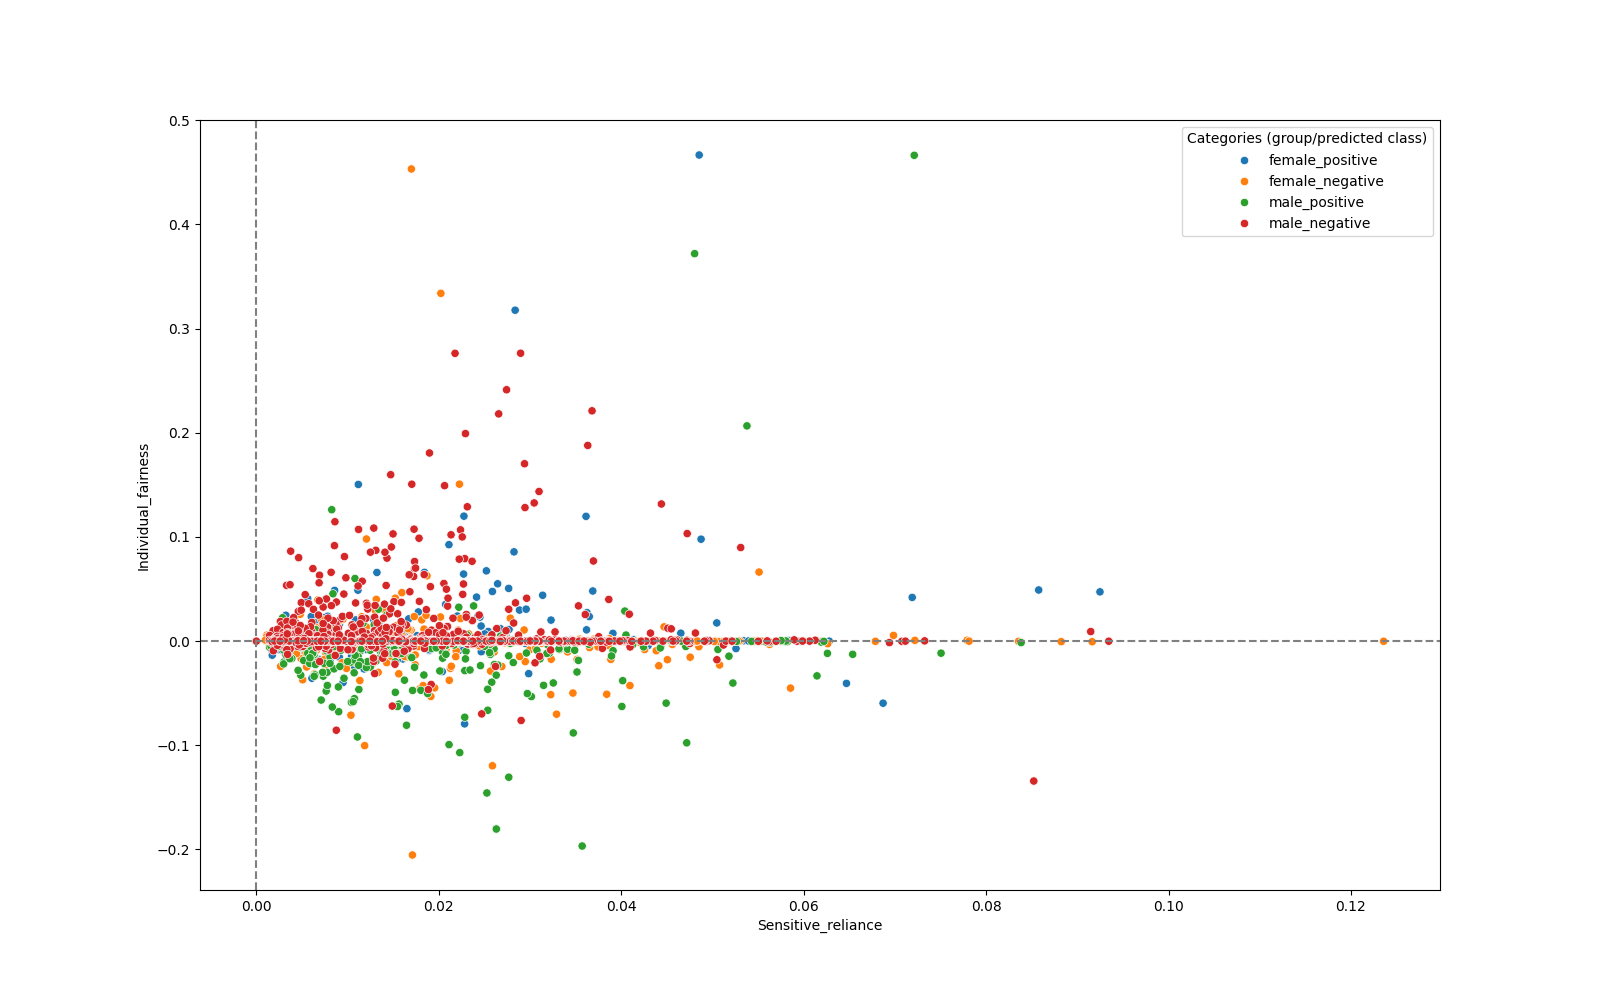 0.5
0.4
0.3
0.2
0.1
0.0
−0.1
−0.2
Individual_fairness
Categories (group/predicted class)
female_positive
female_negative
male_positive
male_negative
0.00 0.02 0.04 0.06 0.08 0.10 0.12
Sensitive_reliance